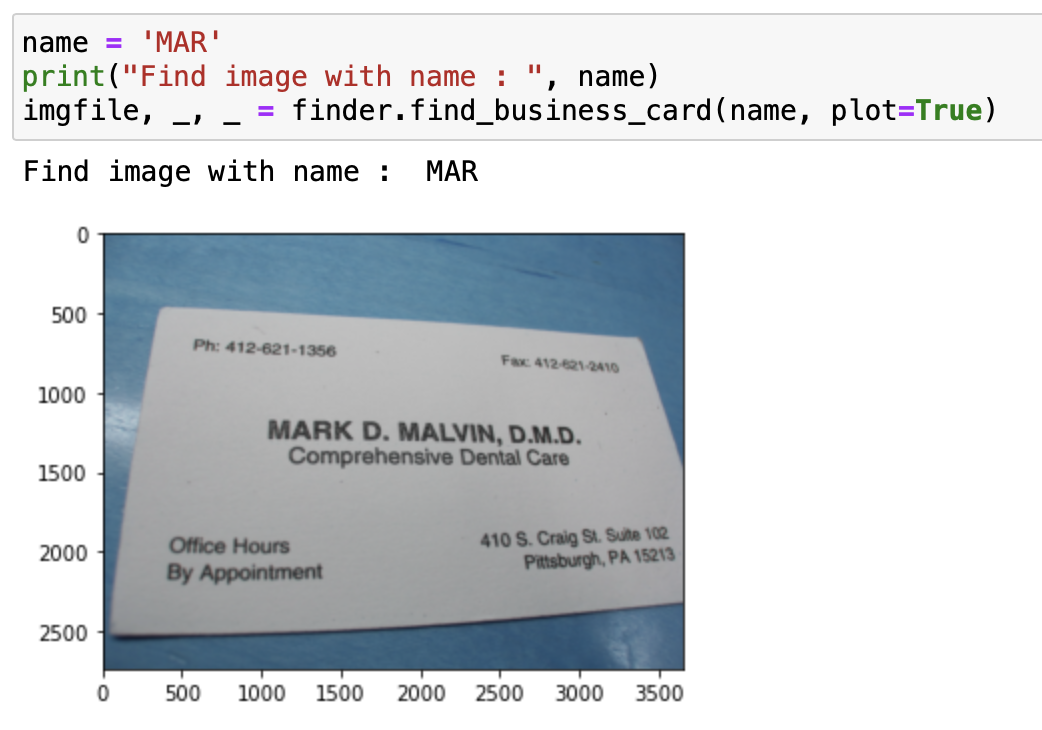 name = 'MAR'
print("Find image with name : ", name)
imgfile, _, _ = finder.find_business_card(name, plot=True)
Find image with name :  MAR
0
500
1000
1500
2000
2500
Ph: 412-621-1356
Fax: 412-621-2410
MARK D. MALVIN, D.M.D.
Comprehensive Dental Care
Office Hours
By Appointment
410 S. Craig St. Suite 102
Pittsburgh, PA 15213
0 500 1000 1500 2000 2500 3000 3500